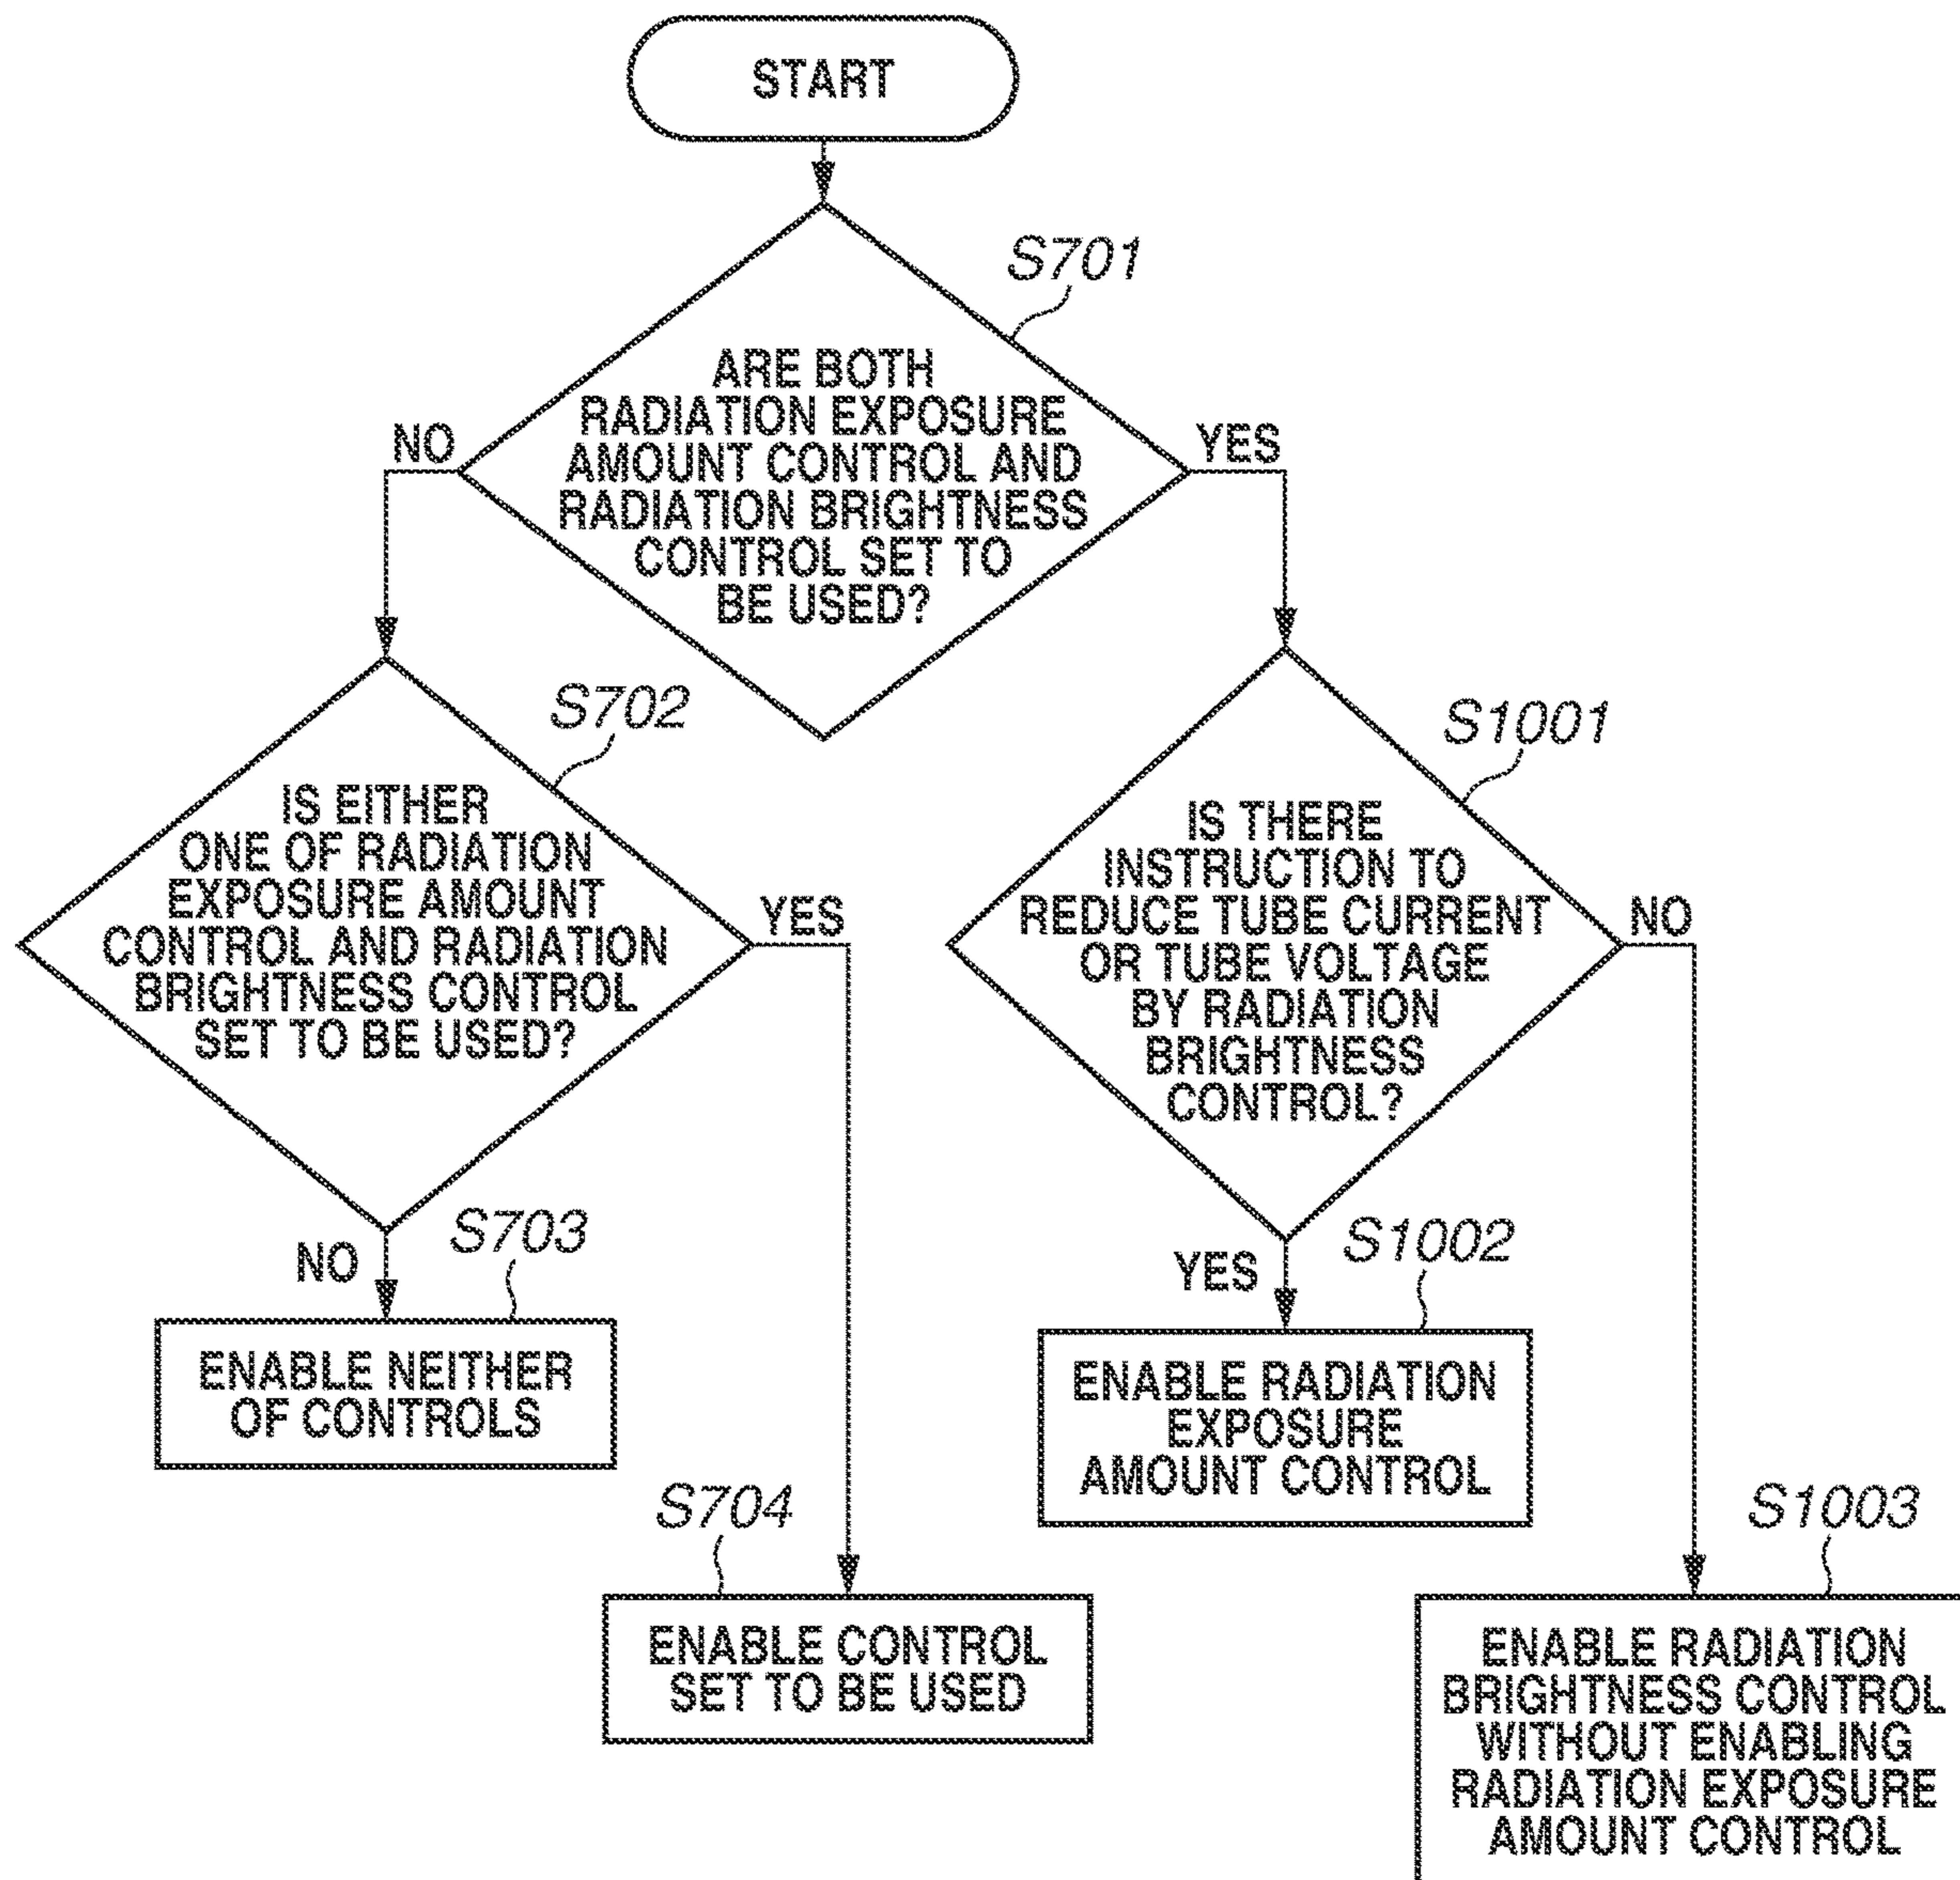 START
S701
ARE BOTH
RADIATION EXPOSURE
AMOUNT CONTROL AND
RADIATION BRIGHTNESS
CONTROL SET TO
BE USED?
NO
YES
S702
IS EITHER
ONE OF RADIATION
EXPOSURE AMOUNT
CONTROL AND RADIATION
BRIGHTNESS CONTROL
SET TO BE USED?
YES
NO
S1001
IS THERE
INSTRUCTION TO
REDUCE TUBE CURRENT
OR TUBE VOLTAGE
BY RADIATION
BRIGHTNESS
CONTROL?
NO
YES
S703
ENABLE NEITHER
OF CONTROLS
S1002
ENABLE RADIATION
EXPOSURE
AMOUNT CONTROL
S704
ENABLE CONTROL
SET TO BE USED
S1003
ENABLE RADIATION
BRIGHTNESS CONTROL
WITHOUT ENABLING
RADIATION EXPOSURE
AMOUNT CONTROL